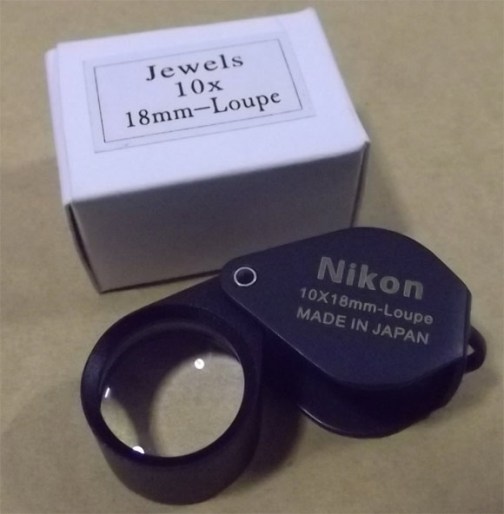 Jewels
10x
18mm-Loupe
Nikon
10X18mm-Loupe
MADE IN JAPAN